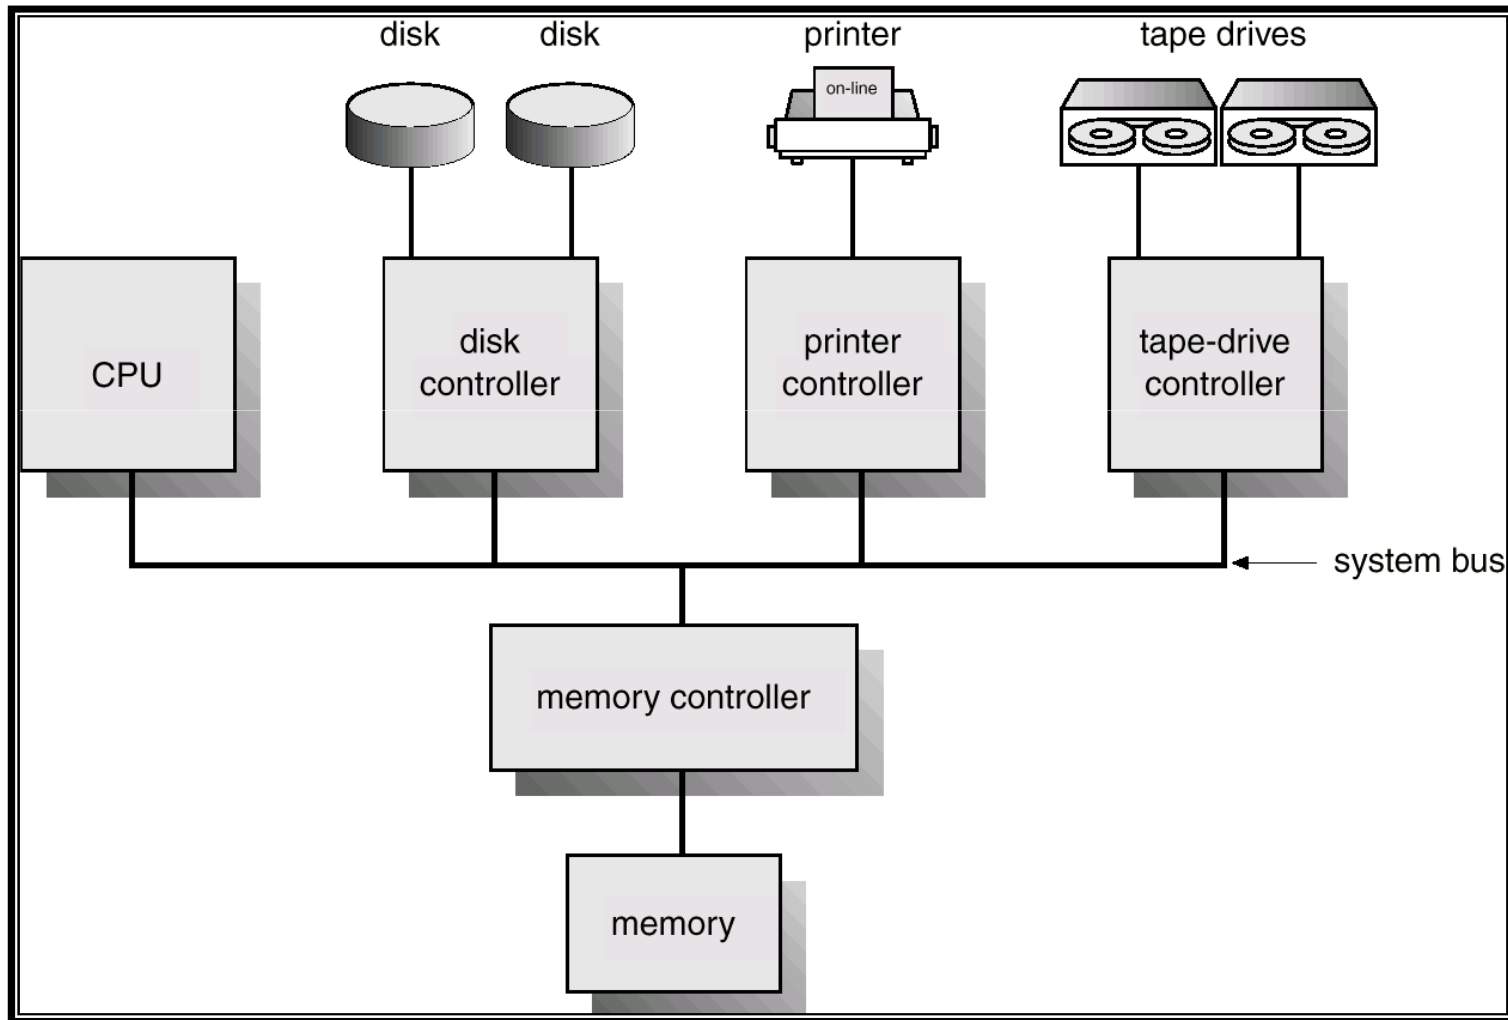 disk
disk
printer
tape drives
on-line
CPU
disk
controller
printer
controller
tape-drive
controller
system bus
memory controller
memory